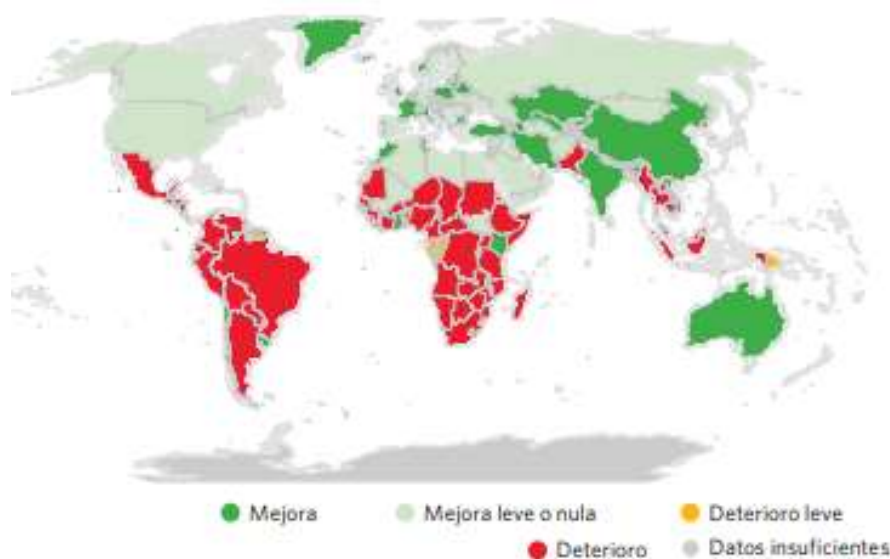 Mejora
Mejora leve o nula
Deterioro leve
Deterioro
Datos insuficientes